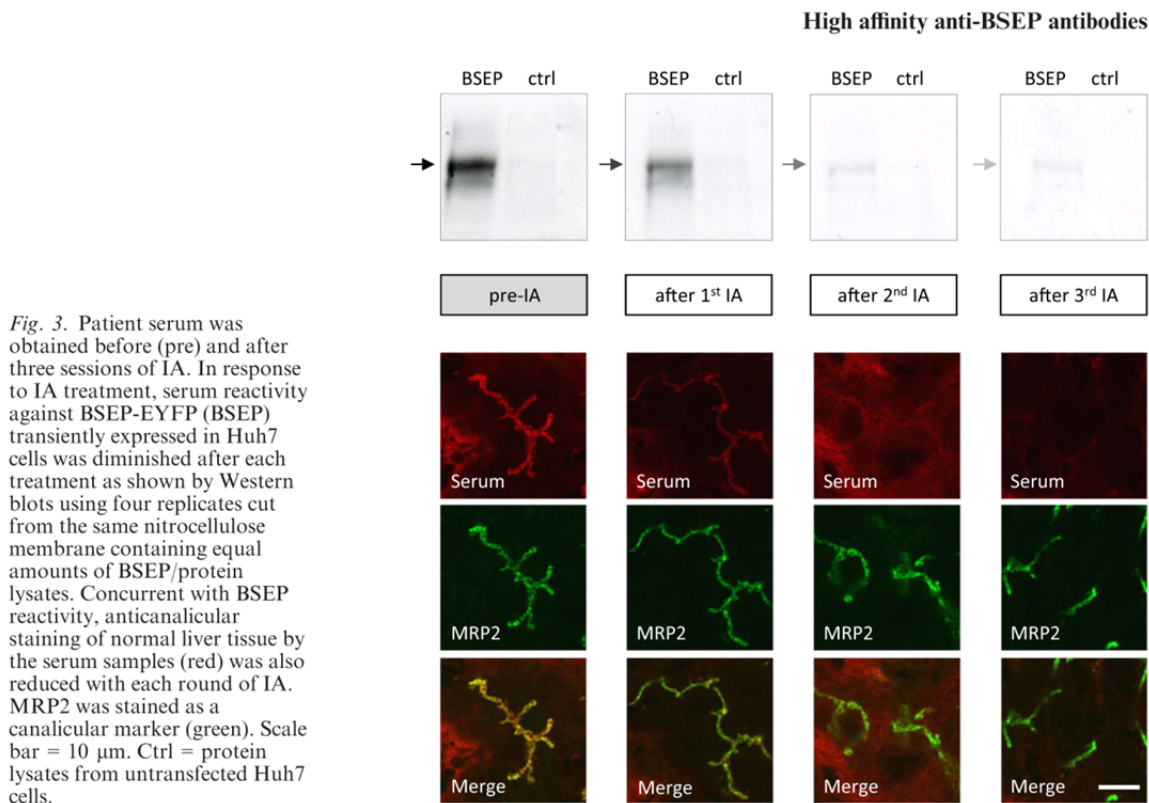 High affinity anti-BSEP antibodies
BSEP ctrl BSEP ctrl BSEP ctrl BSEP ctrl
pre-IA after 1st IA after 2nd IA after 3rd IA
Serum Serum Serum Serum
MRP2 MRP2 MRP2 MRP2
Merge Merge Merge Merge
Fig. 3. Patient serum was
obtained before (pre) and after
three sessions of IA. In response
to IA treatment, serum reactivity
against BSEP-EYFP (BSEP)
transiently expressed in Huh7
cells was diminished after each
treatment as shown by Western
blots using four replicates cut
from the same nitrocellulose
membrane containing equal
amounts of BSEP/protein
lysates. Concurrent with BSEP
reactivity, anticanalicular
staining of normal liver tissue by
the serum samples (red) was also
reduced with each round of IA.
MRP2 was stained as a
canalicular marker (green). Scale
bar = 10 μm. Ctrl = protein
lysates from untransfected Huh7
cells.